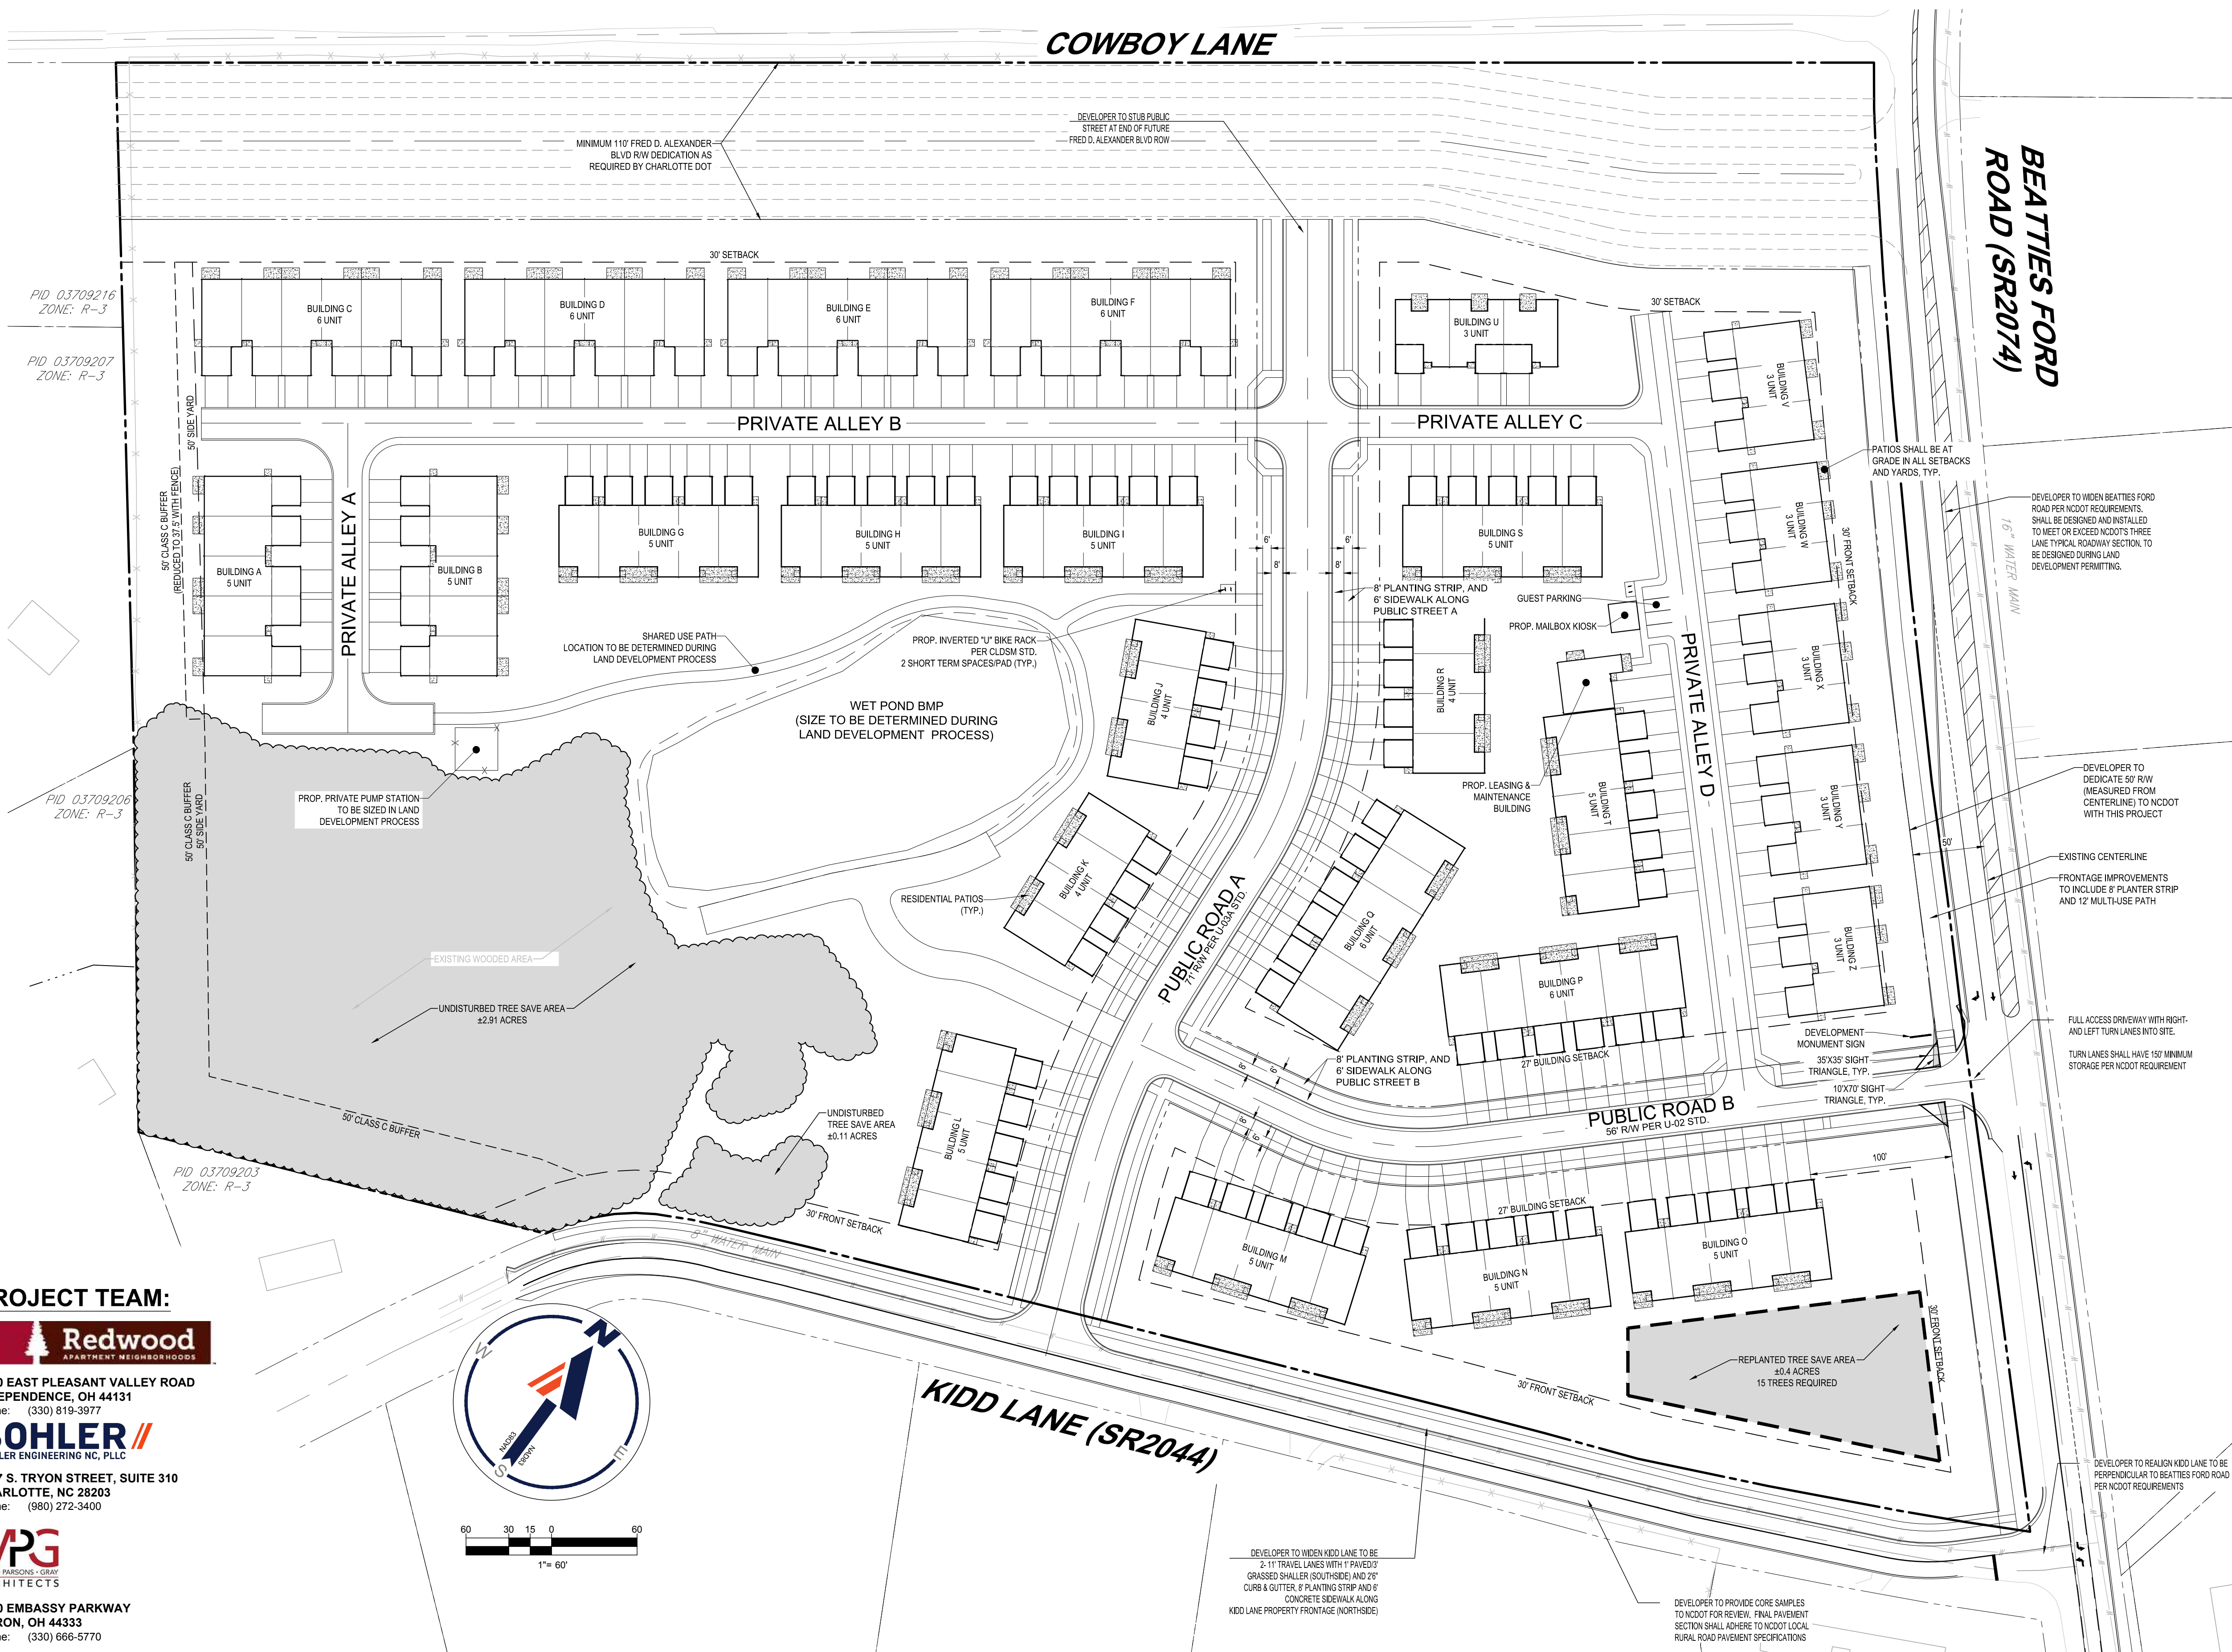 COWBOY LANE
BEATTIES FORD
ROAD (SR2074)
MINIMUM 110' FRED D. ALEXANDER
BLVD R/W DEDICATION AS
REQUIRED BY CHARLOTTE DOT
DEVELOPER TO STUB PUBLIC
STREET AT END OF FUTURE
FRED D. ALEXANDER BLVD ROW
30' SETBACK
PID 03709216
ZONE: R-3
PID 03709207
ZONE: R-3
50' SIDE YARD
50' CLASS C BUFFER
(REDUCED TO 37.5' WITH FENCE)
BUILDING C
6 UNIT
BUILDING D
6 UNIT
BUILDING E
6 UNIT
BUILDING F
6 UNIT
BUILDING U
3 UNIT
30' SETBACK
BUILDING V
3 UNIT
PRIVATE ALLEY B
PRIVATE ALLEY C
PATIOS SHALL BE AT
GRADE IN ALL SETBACKS
AND YARDS, TYP.
DEVELOPER TO WIDEN BEATTIES FORD
ROAD PER NCDOT REQUIREMENTS.
SHALL BE DESIGNED AND INSTALLED
TO MEET OR EXCEED NCDOT'S THREE
LANE TYPICAL ROADWAY SECTION, TO
BE DESIGNED DURING LAND
DEVELOPMENT PERMITTING.
16" WATER MAIN
BUILDING A
5 UNIT
PRIVATE ALLEY A
BUILDING B
5 UNIT
BUILDING G
5 UNIT
BUILDING H
5 UNIT
BUILDING I
5 UNIT
BUILDING S
5 UNIT
BUILDING W
3 UNIT
30' FRONT SETBACK
6'
8'
6'
8'
8' PLANTING STRIP, AND
6' SIDEWALK ALONG
PUBLIC STREET A
GUEST PARKING
PROP. MAILBOX KIOSK
SHARED USE PATH
LOCATION TO BE DETERMINED DURING
LAND DEVELOPMENT PROCESS
PROP. INVERTED "U" BIKE RACK
PER CLDSM STD.
2 SHORT TERM SPACES/PAD (TYP.)
WET POND BMP
(SIZE TO BE DETERMINED DURING
LAND DEVELOPMENT PROCESS)
BUILDING J
4 UNIT
BUILDING R
4 UNIT
PRIVATE ALLEY D
BUILDING X
3 UNIT
PROP. LEASING &
MAINTENANCE
BUILDING
BUILDING T
5 UNIT
BUILDING Y
3 UNIT
DEVELOPER TO
DEDICATE 50' R/W
(MEASURED FROM
CENTERLINE) TO NCDOT
WITH THIS PROJECT
50'
EXISTING CENTERLINE
FRONTAGE IMPROVEMENTS
TO INCLUDE 8' PLANTER STRIP
AND 12' MULTI-USE PATH
PID 03709206
ZONE: R-3
50' CLASS C BUFFER
50' SIDE YARD
PROP. PRIVATE PUMP STATION
TO BE SIZED IN LAND
DEVELOPMENT PROCESS
RESIDENTIAL PATIOS
(TYP.)
BUILDING K
4 UNIT
PUBLIC ROAD A
71' R/W PER U-03A STD.
BUILDING Q
6 UNIT
BUILDING P
6 UNIT
BUILDING Z
3 UNIT
EXISTING WOODED AREA
UNDISTURBED TREE SAVE AREA
±2.91 ACRES
DEVELOPMENT
MONUMENT SIGN
35'X35' SIGHT
TRIANGLE, TYP.
10'X70' SIGHT
TRIANGLE, TYP.
FULL ACCESS DRIVEWAY WITH RIGHT-
AND LEFT TURN LANES INTO SITE.
TURN LANES SHALL HAVE 150' MINIMUM
STORAGE PER NCDOT REQUIREMENT
8'
6'
8' PLANTING STRIP, AND
6' SIDEWALK ALONG
PUBLIC STREET B
27' BUILDING SETBACK
PUBLIC ROAD B
56' R/W PER U-02 STD.
8'
6'
50' CLASS C BUFFER
UNDISTURBED
TREE SAVE AREA
±0.11 ACRES
BUILDING L
5 UNIT
100'
PID 03709203
ZONE: R-3
30' FRONT SETBACK
8" WATER MAIN
27' BUILDING SETBACK
BUILDING M
5 UNIT
BUILDING N
5 UNIT
BUILDING O
5 UNIT
REPLANTED TREE SAVE AREA
±0.4 ACRES
15 TREES REQUIRED
30' FRONT SETBACK
30' FRONT SETBACK
KIDD LANE (SR2044)
DEVELOPER TO REALIGN KIDD LANE TO BE
PERPENDICULAR TO BEATTIES FORD ROAD
PER NCDOT REQUIREMENTS
DEVELOPER TO WIDEN KIDD LANE TO BE
2- 11' TRAVEL LANES WITH 1' PAVED/3'
GRASSED SHALLER (SOUTHSIDE) AND 2'6"
CURB & GUTTER, 8' PLANTING STRIP AND 6'
CONCRETE SIDEWALK ALONG
KIDD LANE PROPERTY FRONTAGE (NORTHSIDE)
DEVELOPER TO PROVIDE CORE SAMPLES
TO NCDOT FOR REVIEW. FINAL PAVEMENT
SECTION SHALL ADHERE TO NCDOT LOCAL
RURAL ROAD PAVEMENT SPECIFICATIONS
N
W
E
S
NAD83
NAD83
60 30 15 0 60
1"= 60'
ROJECT TEAM:
Redwood
APARTMENT NEIGHBORHOODS
0 EAST PLEASANT VALLEY ROAD
EPENDENCE, OH 44131
ne: (330) 819-3977
BOHLER //
LER ENGINEERING NC, PLLC
7 S. TRYON STREET, SUITE 310
ARLOTTE, NC 28203
ne: (980) 272-3400
MPG
PARSONS - GRAY
HITECTS
0 EMBASSY PARKWAY
RON, OH 44333
ne: (330) 666-5770